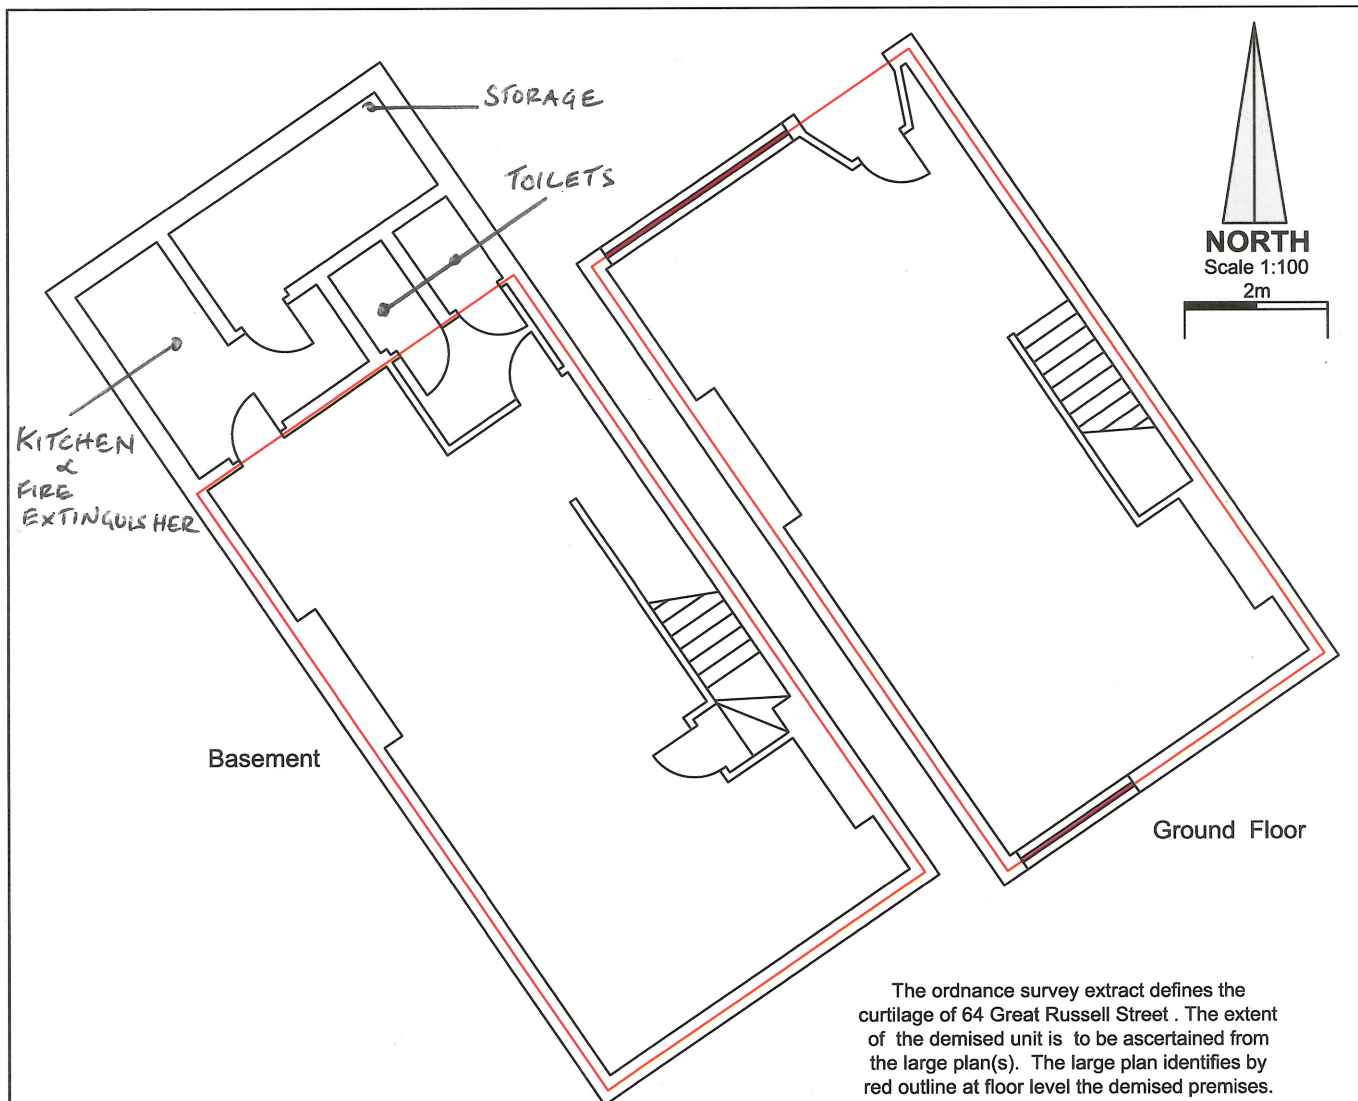 STORAGE
TOILETS
KITCHEN
&
FIRE
EXTINGUISHER
NORTH
Scale 1:100
2m
Basement
Ground Floor
The ordnance survey extract defines the
curtilage of 64 Great Russell Street . The extent
of the demised unit is to be ascertained from
the large plan(s). The large plan identifies by
red outline at floor level the demised premises.